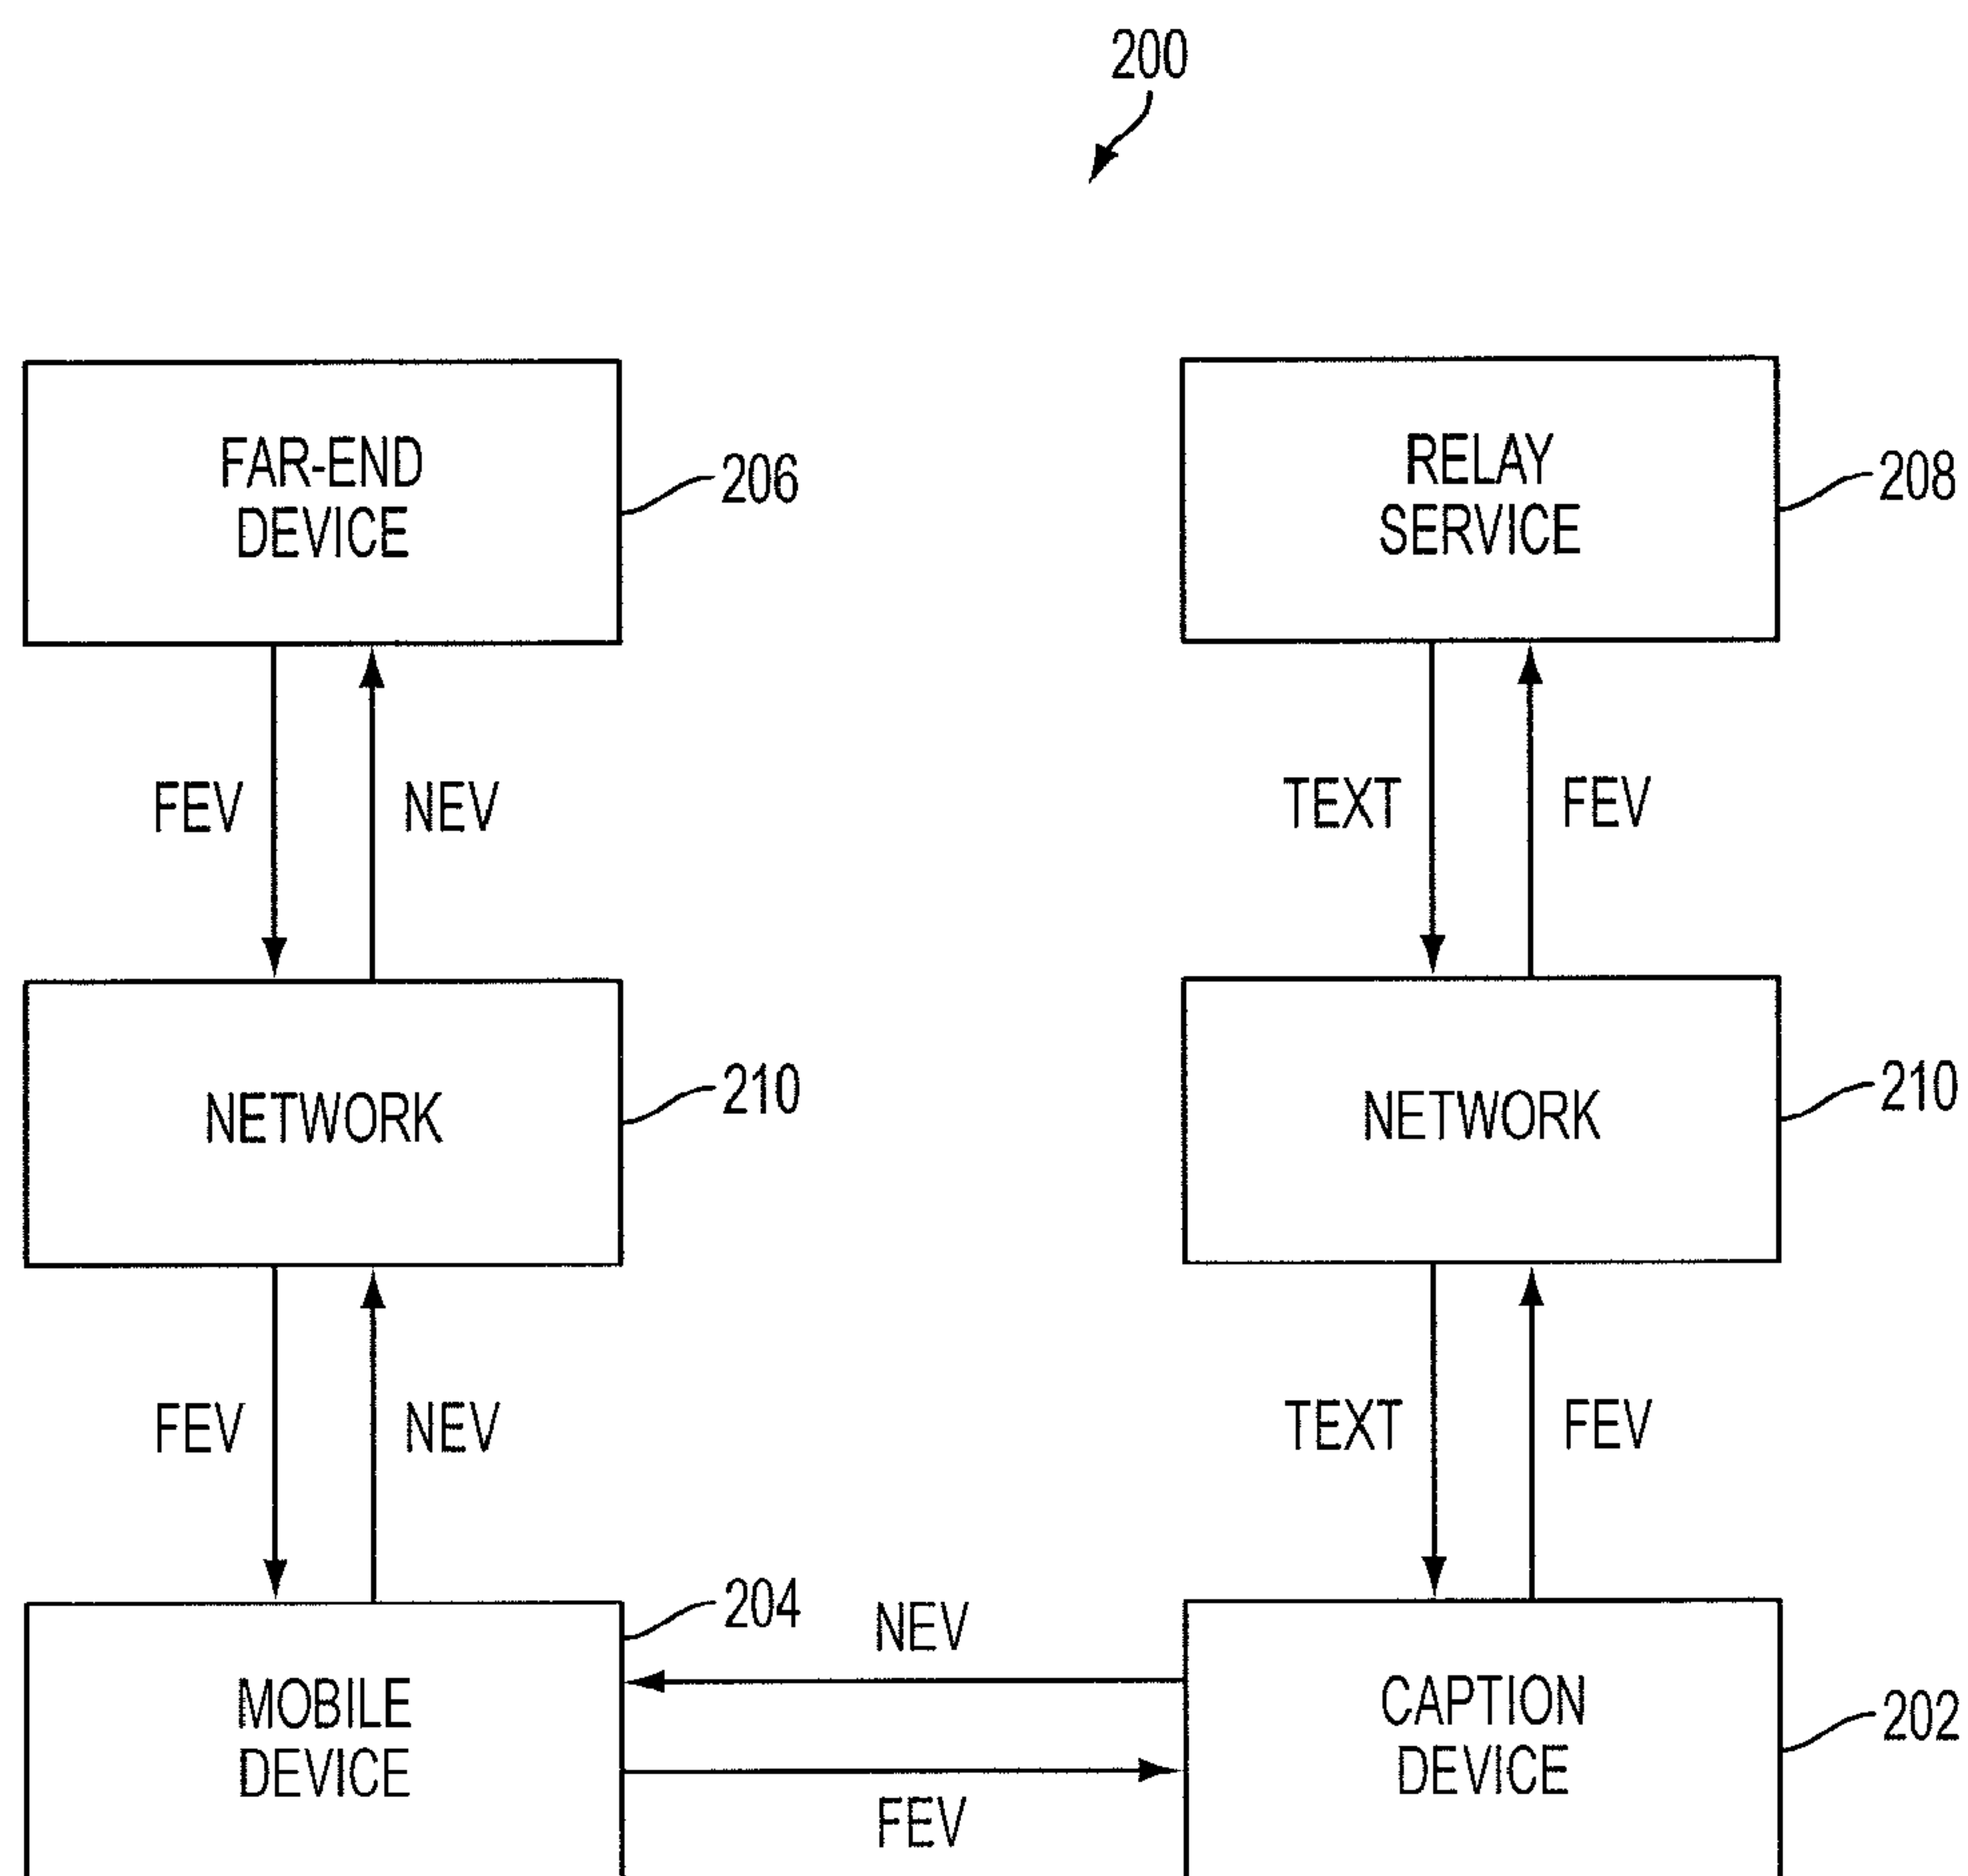 200
FAR-END
DEVICE
206
RELAY
SERVICE
208
FEV
NEV
TEXT
FEV
NETWORK
210
NETWORK
210
FEV
NEV
TEXT
FEV
MOBILE
DEVICE
204
NEV
FEV
CAPTION
DEVICE
202